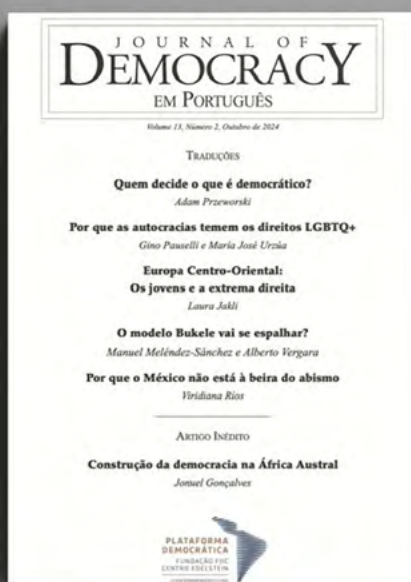 JOURNAL OF
DEMOCRACY
EM PORTUGUÊS
Volume 13, Número 2, Outubro de 2024
TRADUÇÕES
Quem decide o que é democrático?
Adam Przeworski
Por que as autocracias temem os direitos LGBTQ+
Gino Pauselli e María José Urzúa
Europa Centro-Oriental:
Os jovens e a extrema direita
Laura Jakli
O modelo Bukele vai se espalhar?
Manuel Meléndez-Sánchez e Alberto Vergara
Por que o México não está à beira do abismo
Viridiana Rios
ARTIGO INÉDITO
Construção da democracia na África Austral
Jonuel Gonçalves
PLATAFORMA
DEMOCRÁTICA
FUNDAÇÃO FHC
CENTRO EDELSTEIN